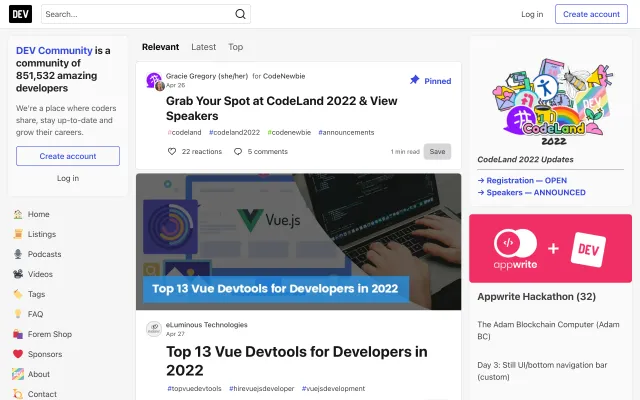 DEV
Search...
Log in
Create account
DEV Community is a
community of
851,532 amazing
developers
We're a place where coders
share, stay up-to-date and
grow their careers.
Create account
Log in
Home
Listings
Podcasts
Videos
Tags
FAQ
Forem Shop
Sponsors
About
Contact
Relevant
Latest
Top
Gracie Gregory (she/her) for CodeNewbie
Apr 26
Pinned
Grab Your Spot at CodeLand 2022 & View
Speakers
#codeland #codeland2022 #codenewbie #announcements
22 reactions
5 comments
1 min read
Save
Vue.js
Top 13 Vue Devtools for Developers in 2022
eLuminous Technologies
Apr 27
Top 13 Vue Devtools for Developers in
2022
#topvuedevtools #hirevuejsdeveloper #vuejsdevelopment
CodeLand
2022
CodeLand 2022 Updates
→ Registration — OPEN
→ Speakers — ANNOUNCED
appwrite
+
DEV
Appwrite Hackathon (32)
The Adam Blockchain Computer (Adam
BC)
Day 3: Still UI/bottom navigation bar
(custom)